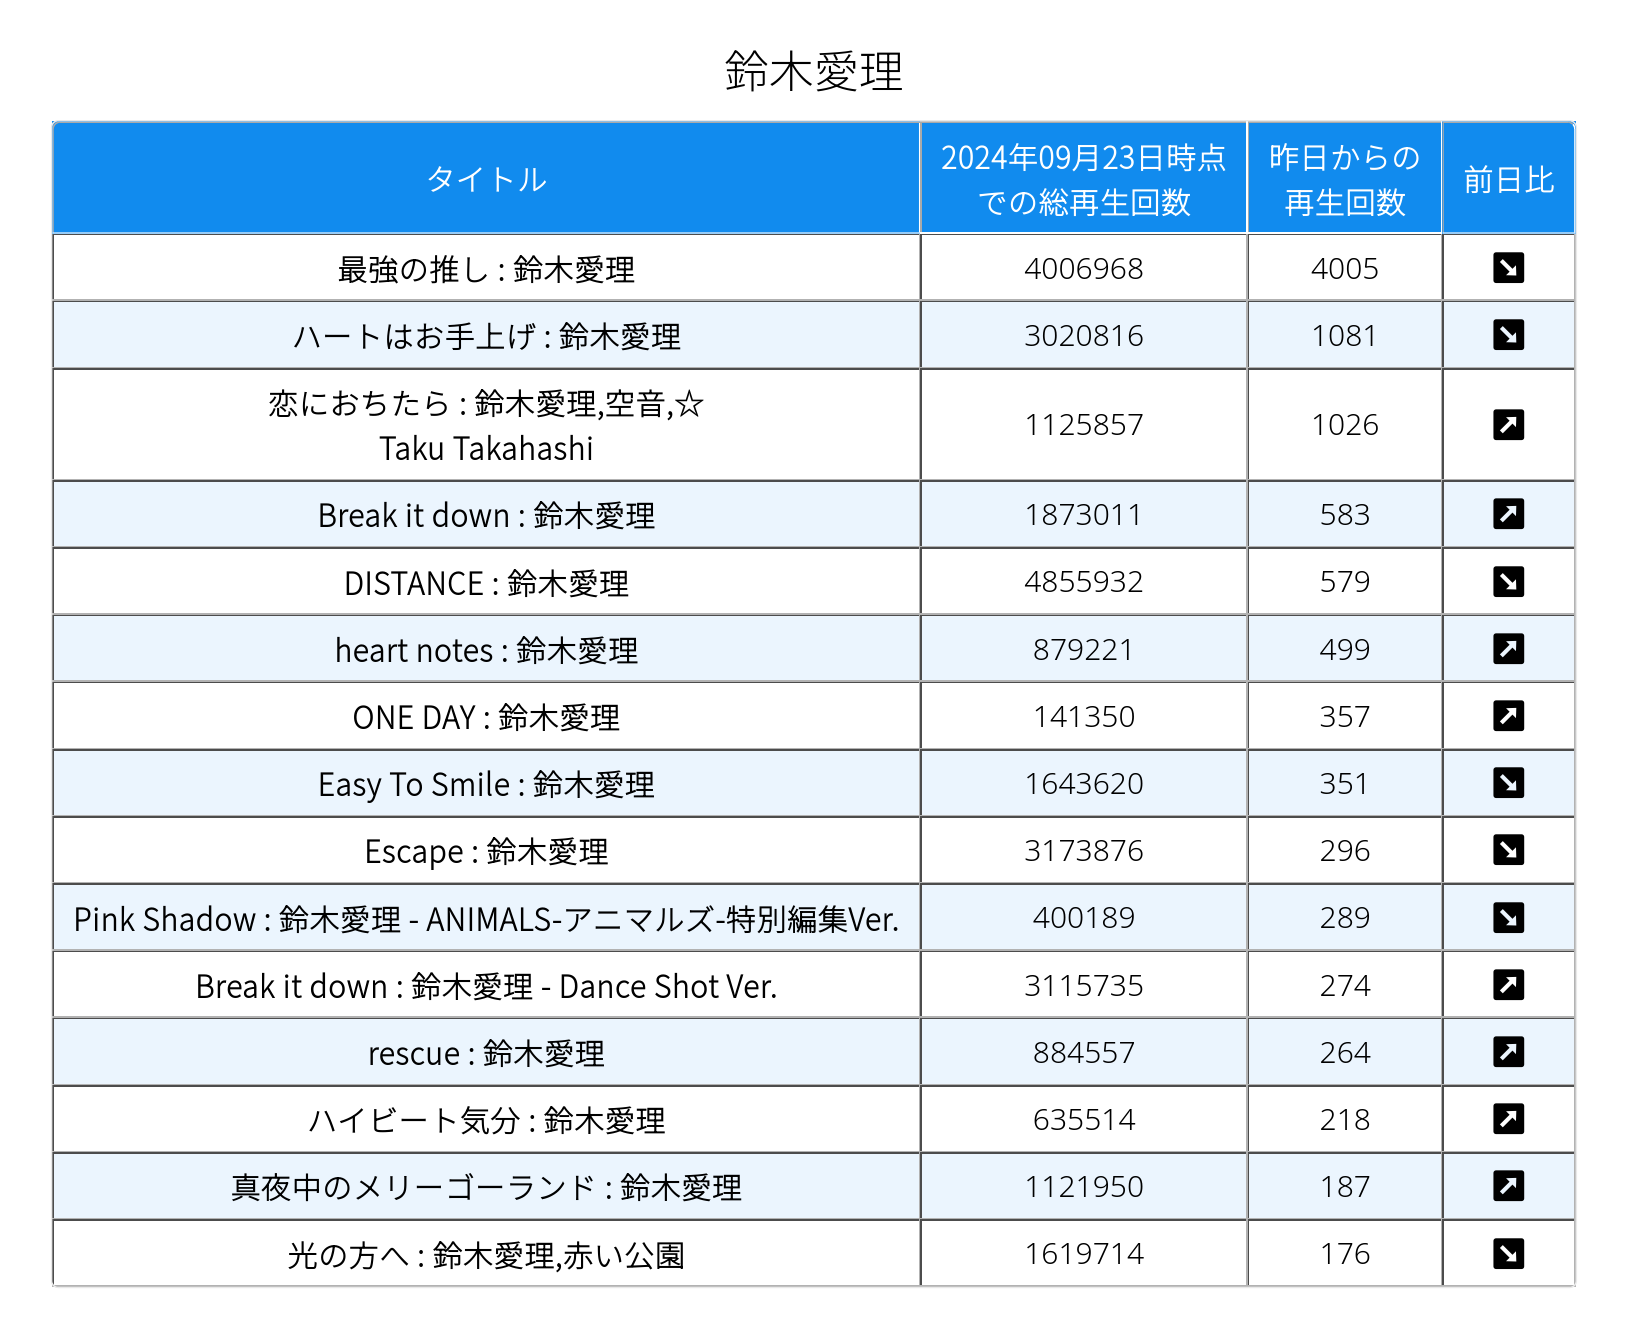 鈴木愛理
タイトル
2024年09月23日時点
での総再生回数
昨日からの
再生回数
前日比
最強の推し : 鈴木愛理 4006968 4005
ハートはお手上げ : 鈴木愛理 3020816 1081
恋におちたら : 鈴木愛理,空音,☆
Taku Takahashi
1125857 1026
Break it down : 鈴木愛理 1873011 583
DISTANCE : 鈴木愛理 4855932 579
heart notes : 鈴木愛理 879221 499
ONE DAY : 鈴木愛理 141350 357
Easy To Smile : 鈴木愛理 1643620 351
Escape : 鈴木愛理 3173876 296
Pink Shadow : 鈴木愛理 - ANIMALS-アニマルズ-特別編集Ver. 400189 289
Break it down : 鈴木愛理 - Dance Shot Ver. 3115735 274
rescue : 鈴木愛理 884557 264
ハイビート気分 : 鈴木愛理 635514 218
真夜中のメリーゴーランド : 鈴木愛理 1121950 187
光の方へ : 鈴木愛理,赤い公園 1619714 176